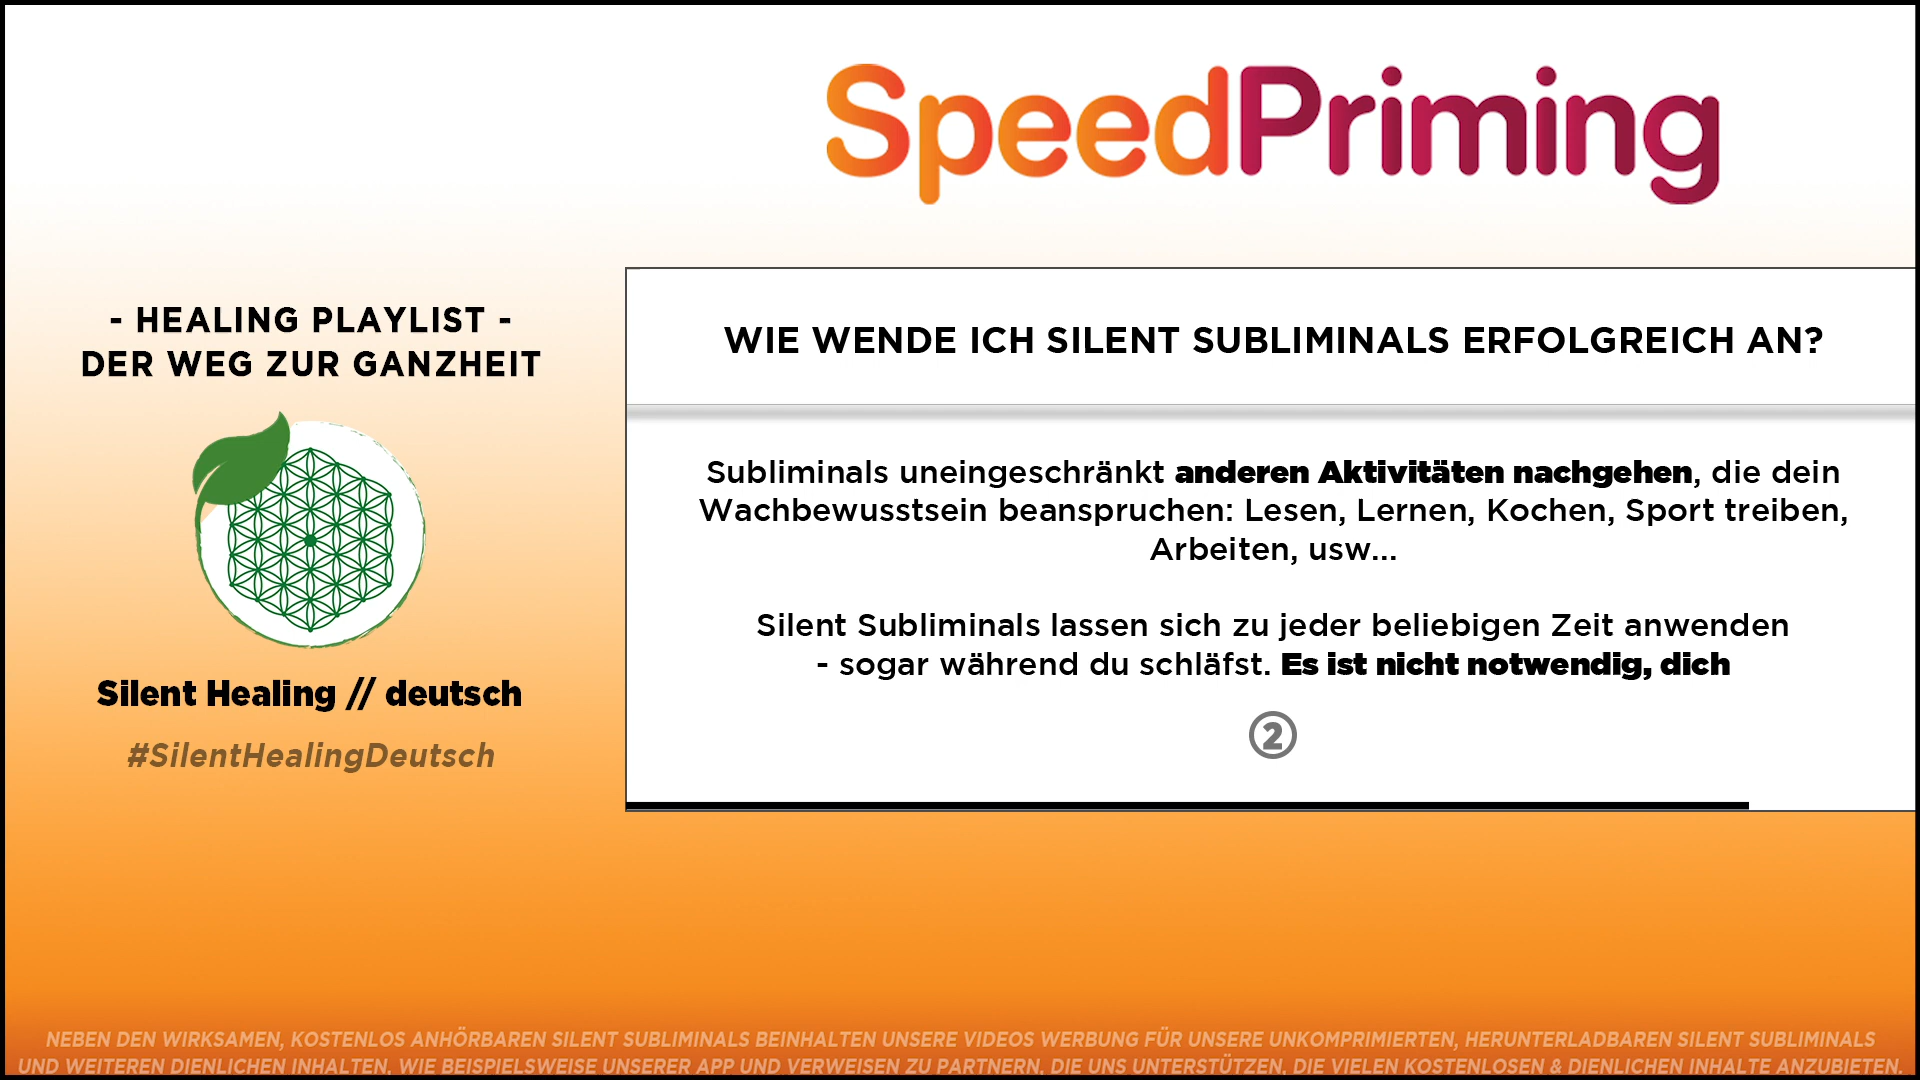 SpeedPriming
- HEALING PLAYLIST -
DER WEG ZUR GANZHEIT
Silent Healing // deutsch
#SilentHealingDeutsch
WIE WENDE ICH SILENT SUBLIMINALS ERFOLGREICH AN?
Subliminals uneingeschränkt anderen Aktivitäten nachgehen, die dein
Wachbewusstsein beanspruchen: Lesen, Lernen, Kochen, Sport treiben,
Arbeiten, usw...
Silent Subliminals lassen sich zu jeder beliebigen Zeit anwenden
- sogar während du schläfst. Es ist nicht notwendig, dich
2
NEBEN DEN WIRKSAMEN, KOSTENLOS ANHÖRBAREN SILENT SUBLIMINALS BEINHALTEN UNSERE VIDEOS WERBUNG FÜR UNSERE UNKOMPRIMIERTEN, HERUNTERLADBAREN SILENT SUBLIMINALS
UND WEITEREN DIENLICHEN INHALTEN, WIE BEISPIELSWEISE UNSERER APP UND VERWEISEN ZU PARTNERN, DIE UNS UNTERSTÜTZEN, DIE VIELEN KOSTENLOSEN & DIENLICHEN INHALTE ANZUBIETEN.